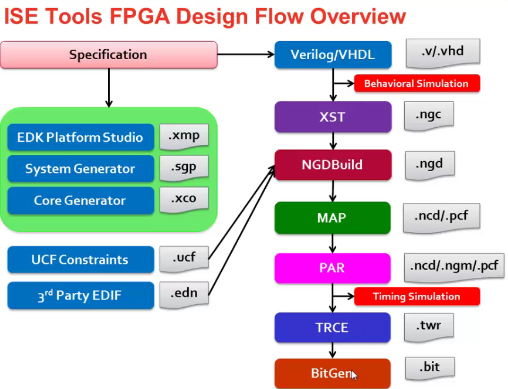 ISE Tools FPGA Design Flow Overview
Specification
Verilog/VHDL
.v/.vhd
Behavioral Simulation
XST
.ngc
EDK Platform Studio
.xmp
System Generator
.sgp
Core Generator
.xco
NGDBuild
.ngd
MAP
.ncd/.pcf
UCF Constraints
.ucf
3rd Party EDIF
.edn
PAR
.ncd/.ngm/.pcf
Timing Simulation
TRCE
.twr
BitGen
.bit